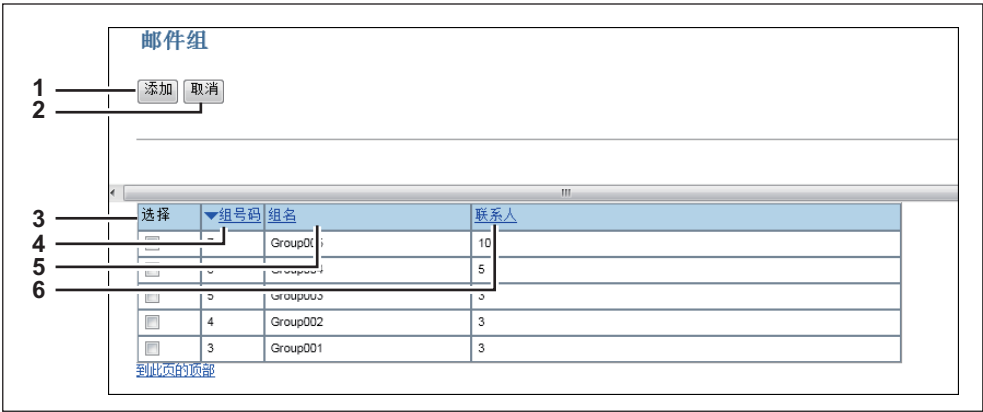 邮件组
1 添加 取消
2
3 选择 ▼组号码 组名 联系人
4 Group005 10
5 5
6 5 Group003 3
4 Group002 3
3 Group001 3
到此页的顶部